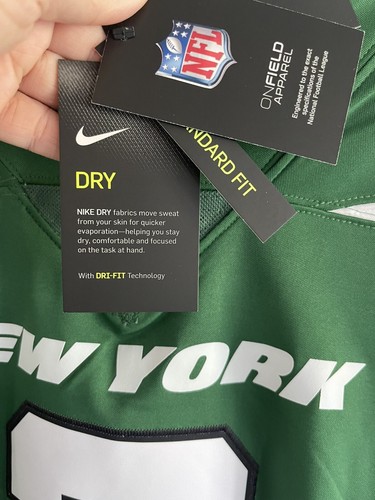 NFL
ONFIELD
APPAREL
Engineered to the exact
specifications of the
National Football League
STANDARD FIT
DRY
NIKE DRY fabrics move sweat
from your skin for quicker
evaporation—helping you stay
dry, comfortable and focused
on the task at hand.
With DRI-FIT Technology
NEW YORK